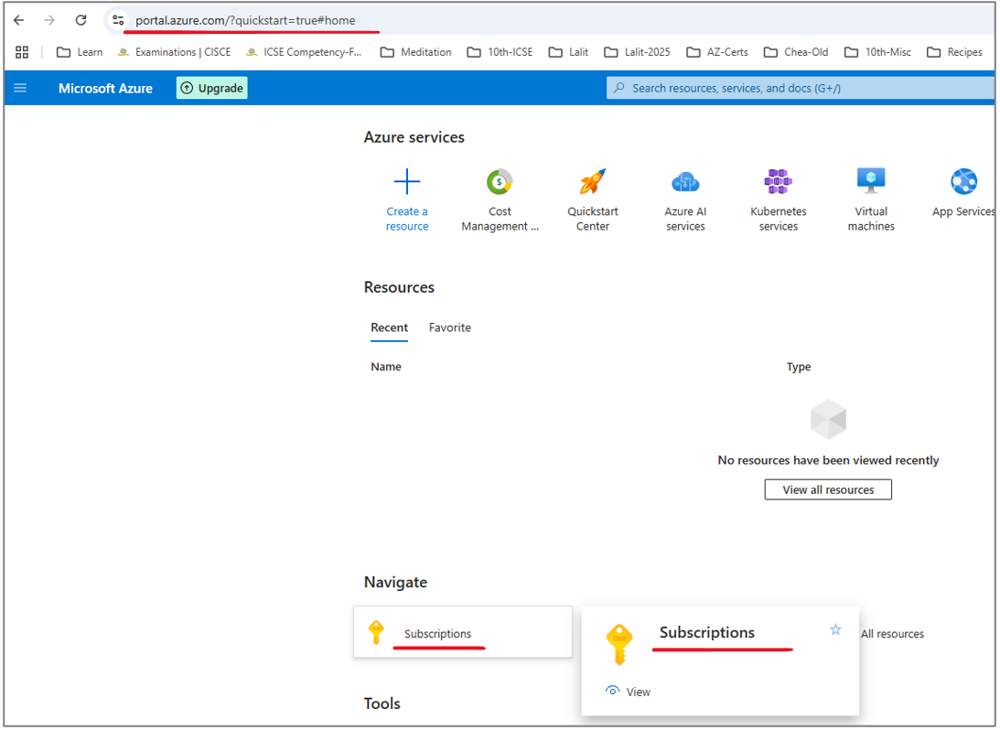 portal.azure.com/?quickstart=true#home
Learn Examinations | CISCE ICSE Competency-F... Meditation 10th-ICSE Lalit Lalit-2025 AZ-Certs Chea-Old 10th-Misc Recipes
Microsoft Azure Upgrade Search resources, services, and docs (G+/)
Azure services
Create a resource
Cost Management ...
Quickstart Center
Azure AI services
Kubernetes services
Virtual machines
App Services
Resources
Recent Favorite
Name Type
No resources have been viewed recently
View all resources
Navigate
Subscriptions
Subscriptions
All resources
View
Tools